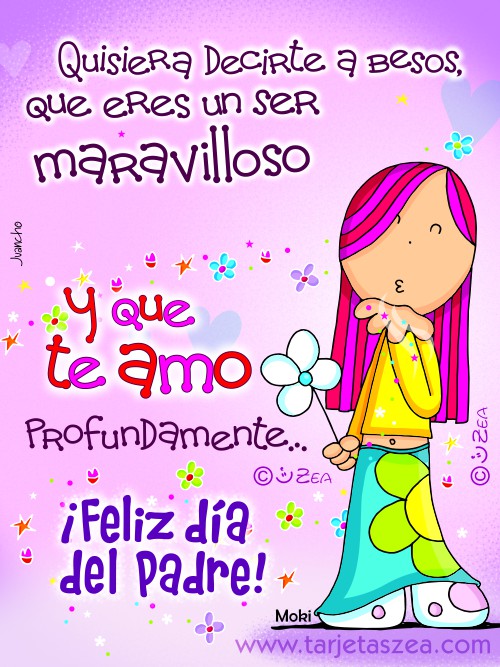 Quisiera Decirte a besos,
que eres un ser
maravilloso
Juancho
Y que
te amo
Profundamente...
© ZEA
© ZEA
¡Feliz día
del Padre!
Moki
www.tarjetaszea.com